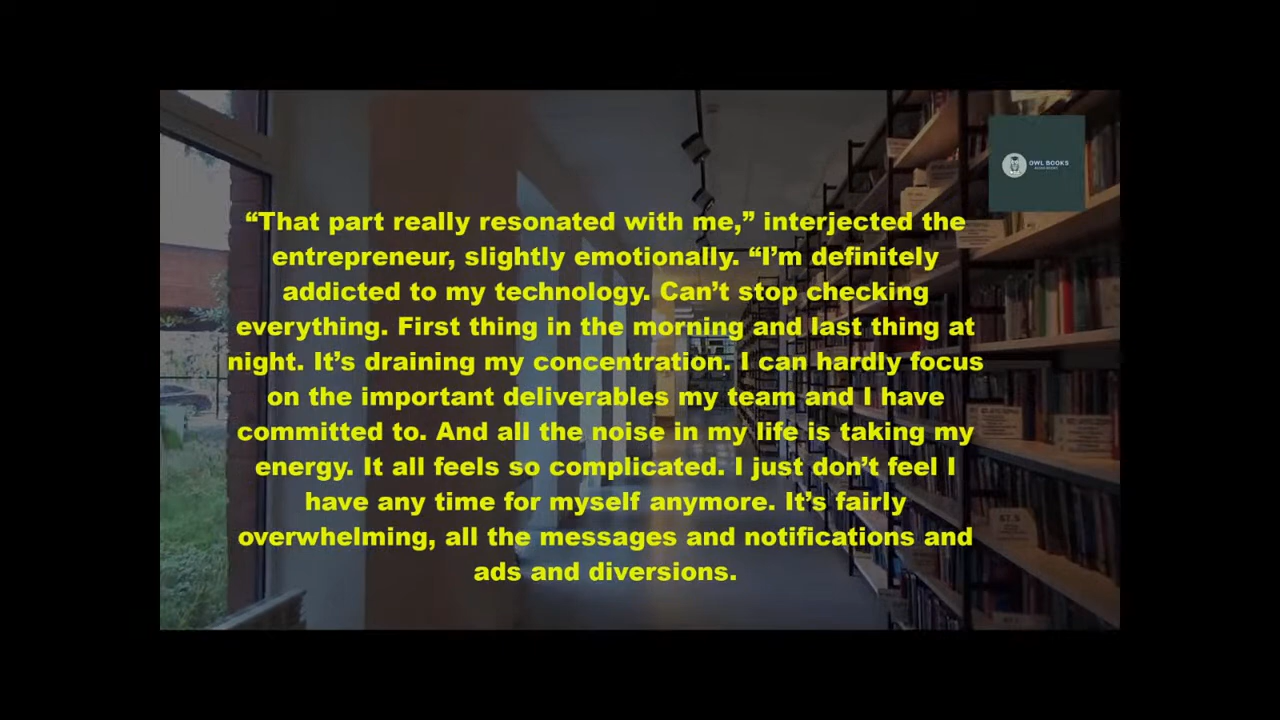 “That part really resonated with me,” interjected the
entrepreneur, slightly emotionally. “I’m definitely
addicted to my technology. Can’t stop checking
everything. First thing in the morning and last thing at
night. It’s draining my concentration. I can hardly focus
on the important deliverables my team and I have
committed to. And all the noise in my life is taking my
energy. It all feels so complicated. I just don’t feel I
have any time for myself anymore. It’s fairly
overwhelming, all the messages and notifications and
ads and diversions.
OWL BOOKS